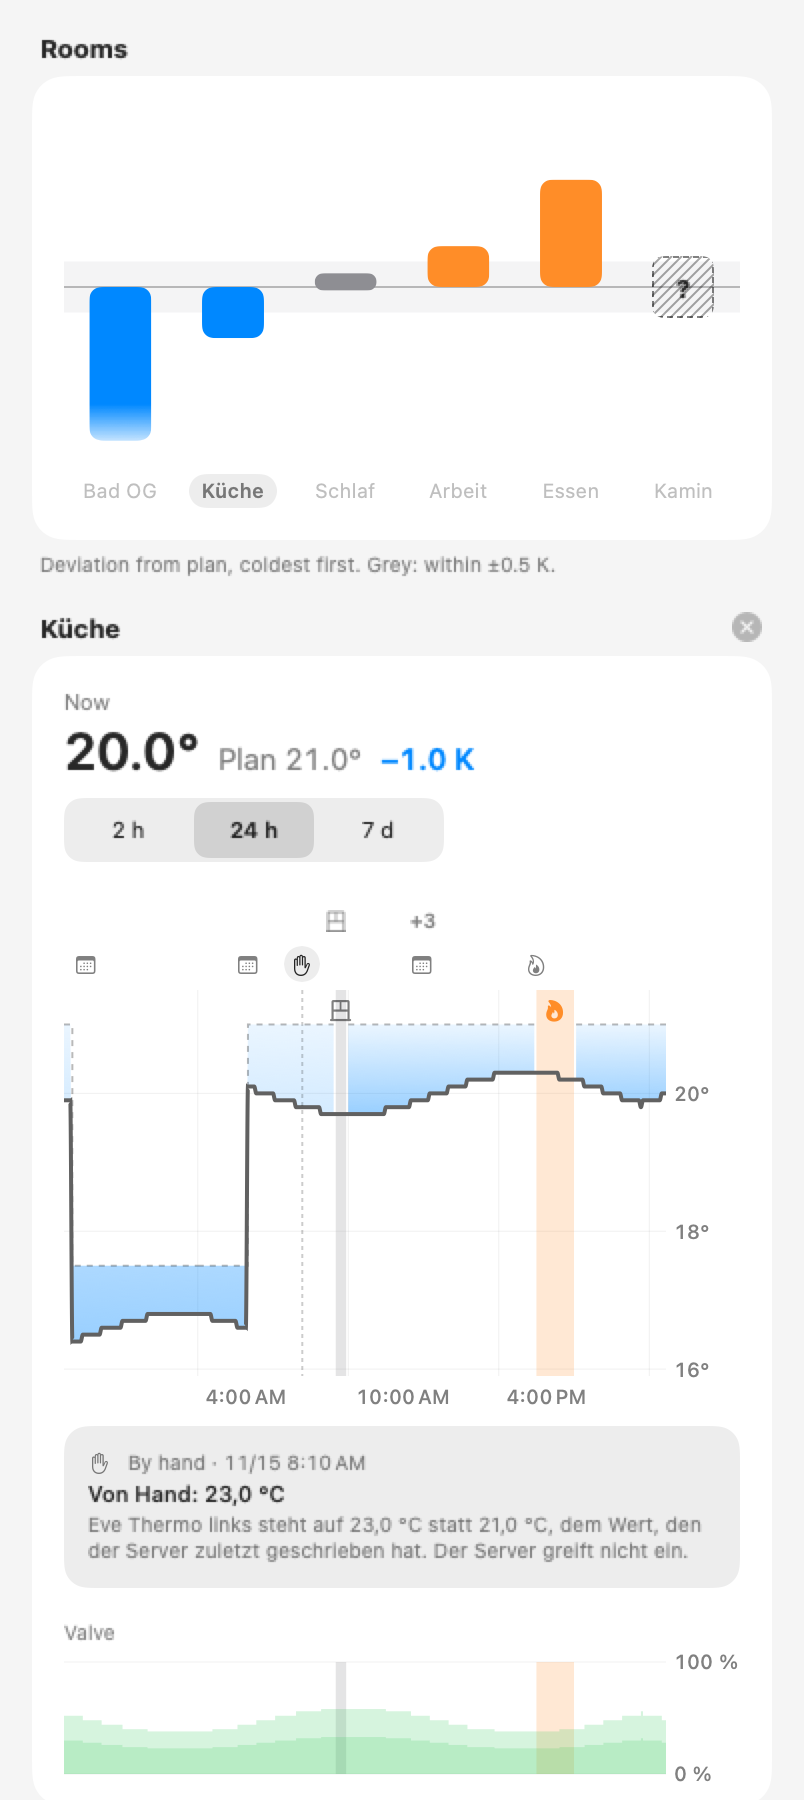 Rooms
?
Bad OG Küche Schlaf Arbeit Essen Kamin
Deviation from plan, coldest first. Grey: within ±0.5 K.
Küche
Now
20.0° Plan 21.0° −1.0 K
2 h 24 h 7 d
+3
20°
18°
16°
4:00 AM 10:00 AM 4:00 PM
By hand · 11/15 8:10 AM
Von Hand: 23,0 °C
Eve Thermo links steht auf 23,0 °C statt 21,0 °C, dem Wert, den
der Server zuletzt geschrieben hat. Der Server greift nicht ein.
Valve
100 %
0 %